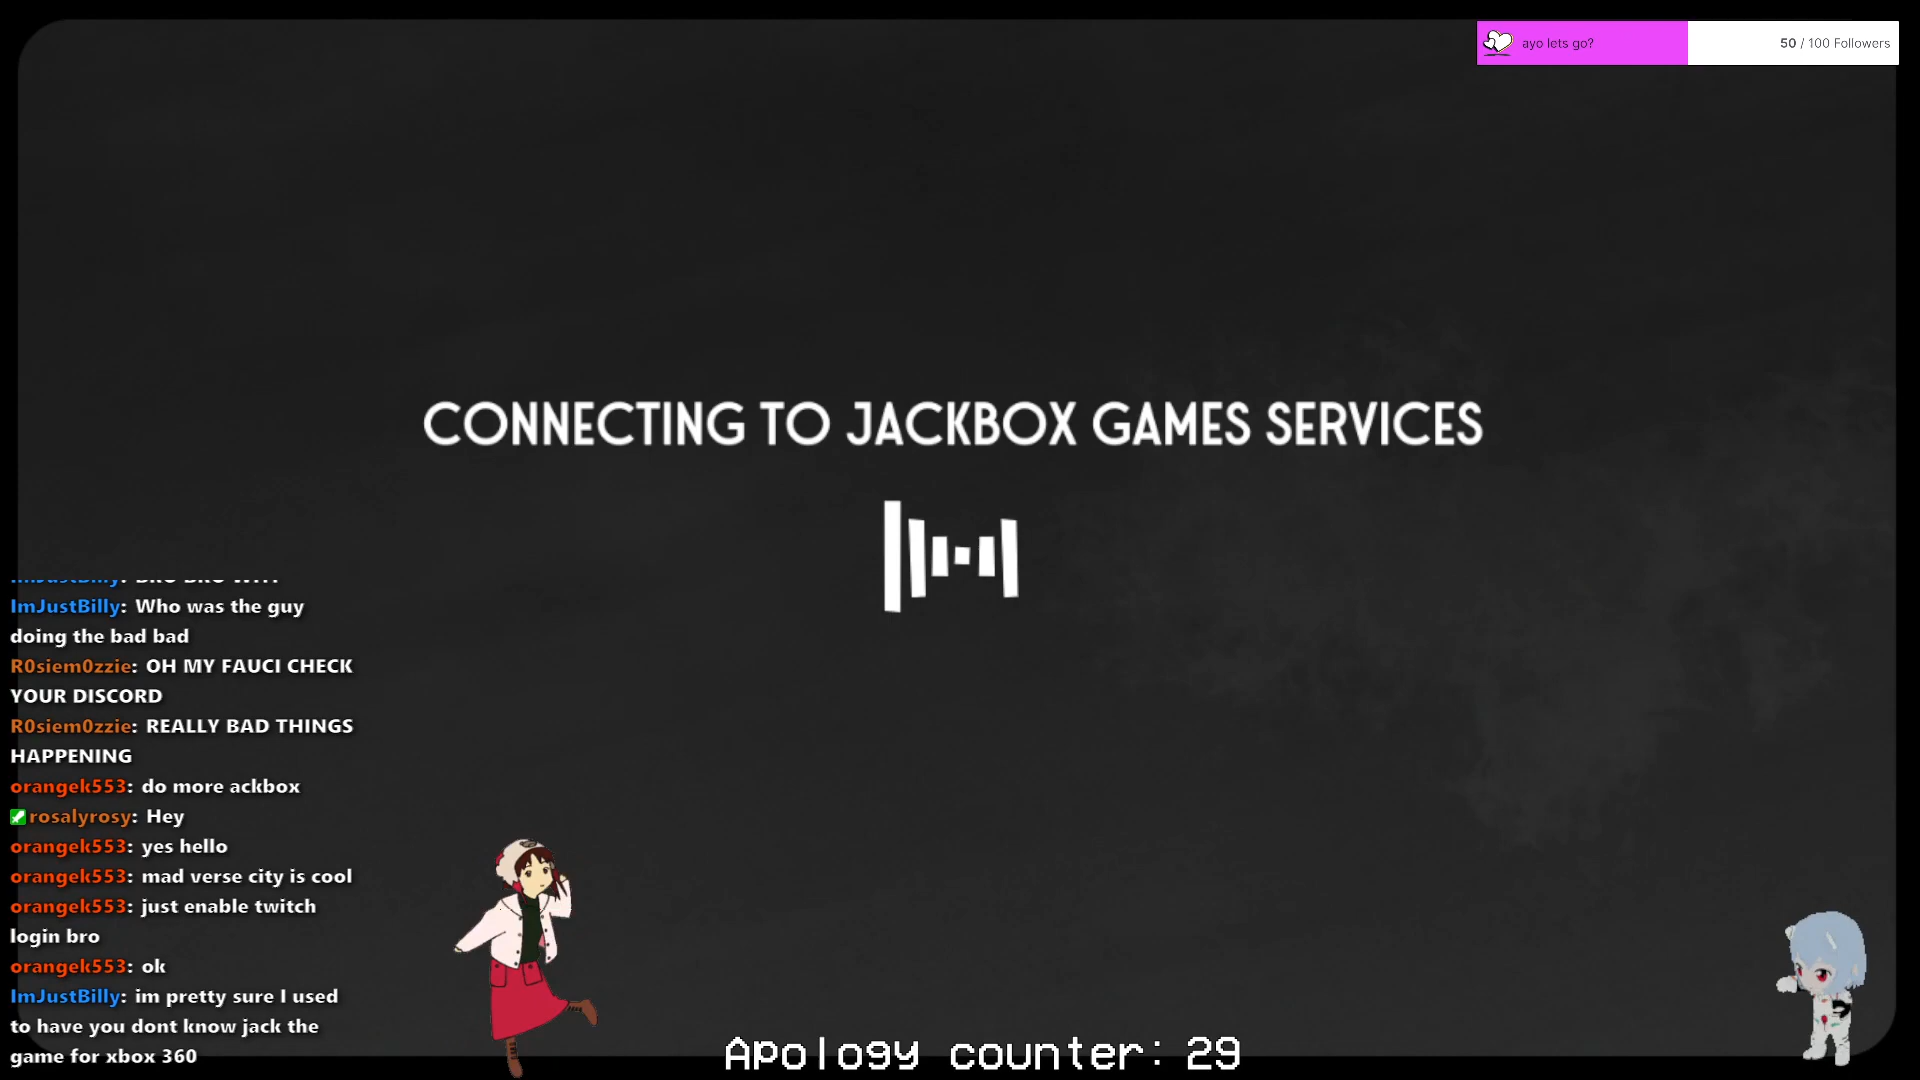 ayo lets go?
50 / 100 Followers
CONNECTING TO JACKBOX GAMES SERVICES
ImJustBilly: Who was the guy
doing the bad bad
R0siem0zzie: OH MY FAUCI CHECK
YOUR DISCORD
R0siem0zzie: REALLY BAD THINGS
HAPPENING
orangek553: do more ackbox
rosalyrosy: Hey
orangek553: yes hello
orangek553: mad verse city is cool
orangek553: just enable twitch
login bro
orangek553: ok
ImJustBilly: im pretty sure I used
to have you dont know jack the
game for xbox 360
Apology counter: 29